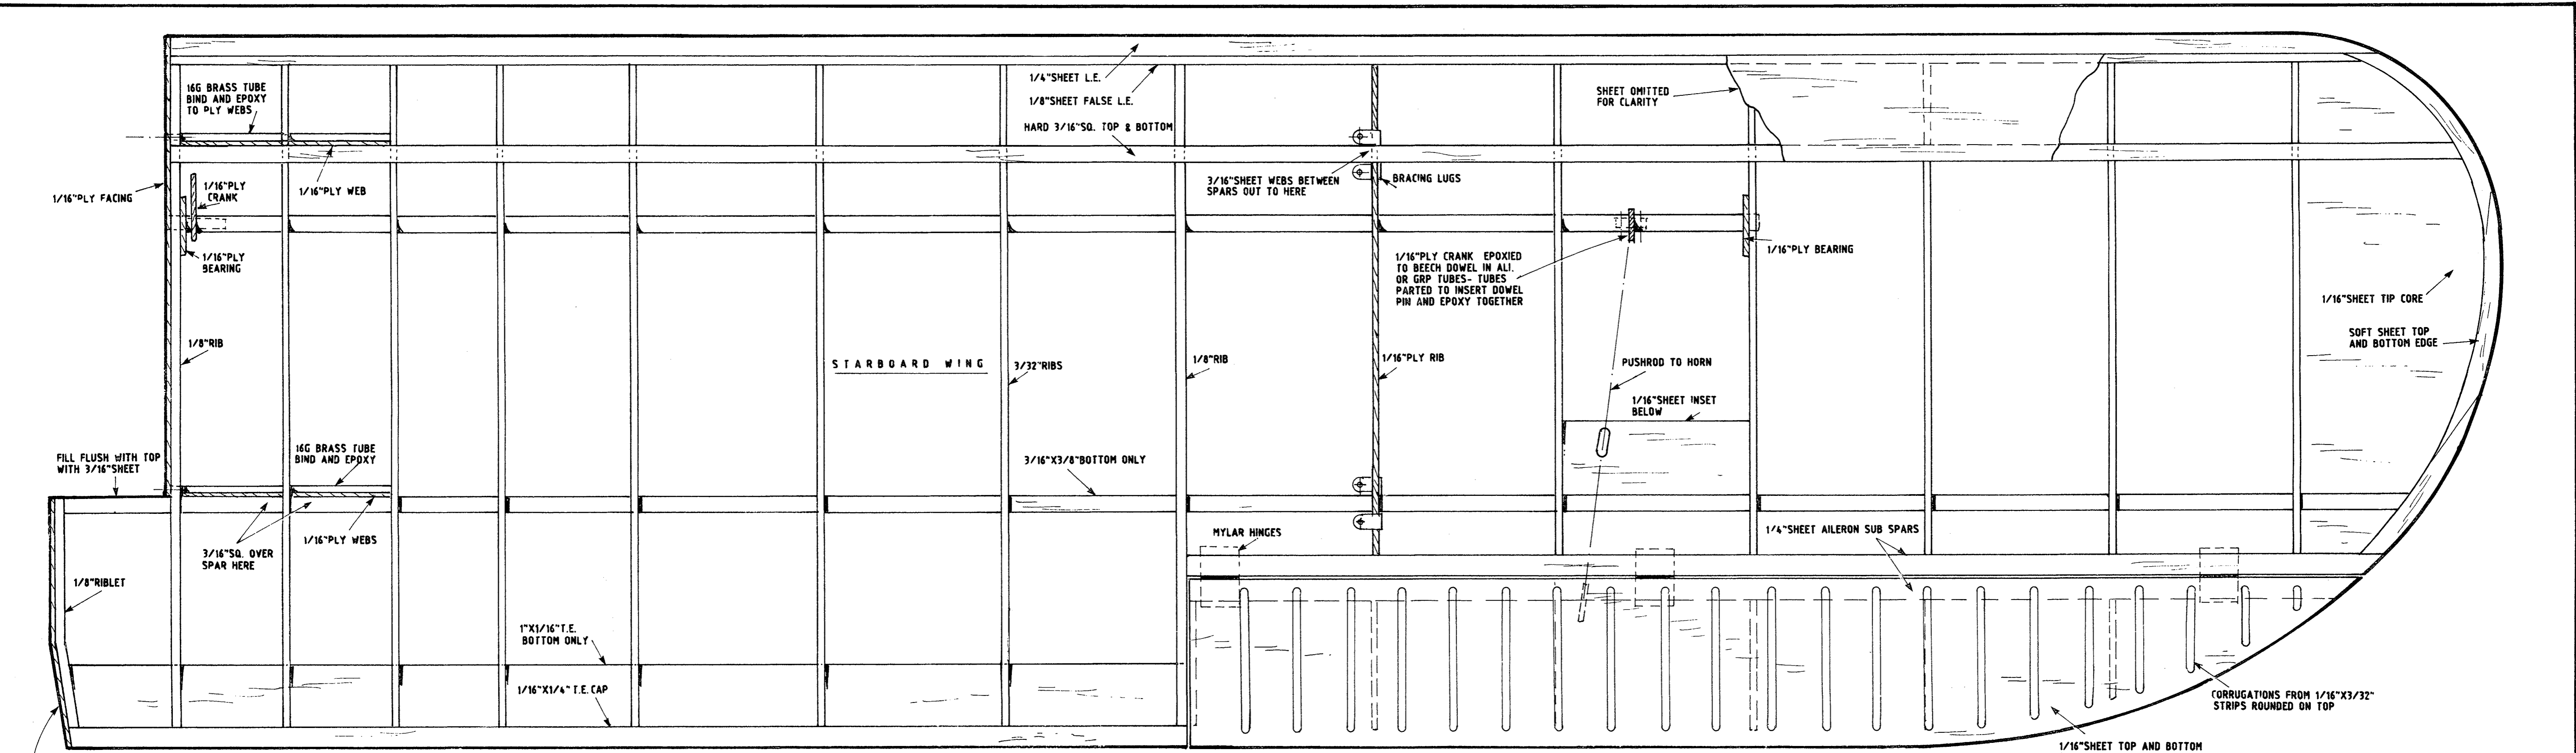 16G BRASS TUBE
BIND AND EPOXY
TO PLY WEBS
1/4"SHEET L.E.
1/8"SHEET FALSE L.E.
HARD 3/16"SQ. TOP & BOTTOM
SHEET OMITTED
FOR CLARITY
1/16"PLY FACING
1/16"PLY
CRANK
1/16"PLY WEB
3/16"SHEET WEBS BETWEEN
SPARS OUT TO HERE
BRACING LUGS
1/16"PLY
BEARING
1/16"PLY CRANK EPOXIED
TO BEECH DOWEL IN ALI.
OR GRP TUBES- TUBES
PARTED TO INSERT DOWEL
PIN AND EPOXY TOGETHER
1/16"PLY BEARING
1/16"SHEET TIP CORE
SOFT SHEET TOP
AND BOTTOM EDGE
1/8"RIB
STARBOARD WING
3/32"RIBS
1/8"RIB
1/16"PLY RIB
PUSHROD TO HORN
1/16"SHEET INSET
BELOW
FILL FLUSH WITH TOP
WITH 3/16"SHEET
16G BRASS TUBE
BIND AND EPOXY
3/16"X3/8"BOTTOM ONLY
3/16"SQ. OVER
SPAR HERE
1/16"PLY WEBS
MYLAR HINGES
1/4"SHEET AILERON SUB SPARS
1/8"RIBLET
1"X1/16"T.E.
BOTTOM ONLY
1/16"X1/4"T.E.CAP
CORRUGATIONS FROM 1/16"X3/32"
STRIPS ROUNDED ON TOP
1/16"SHEET TOP AND BOTTOM